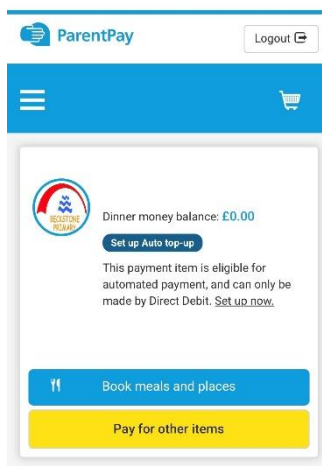 ParentPay
Logout
BECKSTONE
PRIMARY
Dinner money balance: £0.00
Set up Auto top-up
This payment item is eligible for
automated payment, and can only be
made by Direct Debit. Set up now.
Book meals and places
Pay for other items